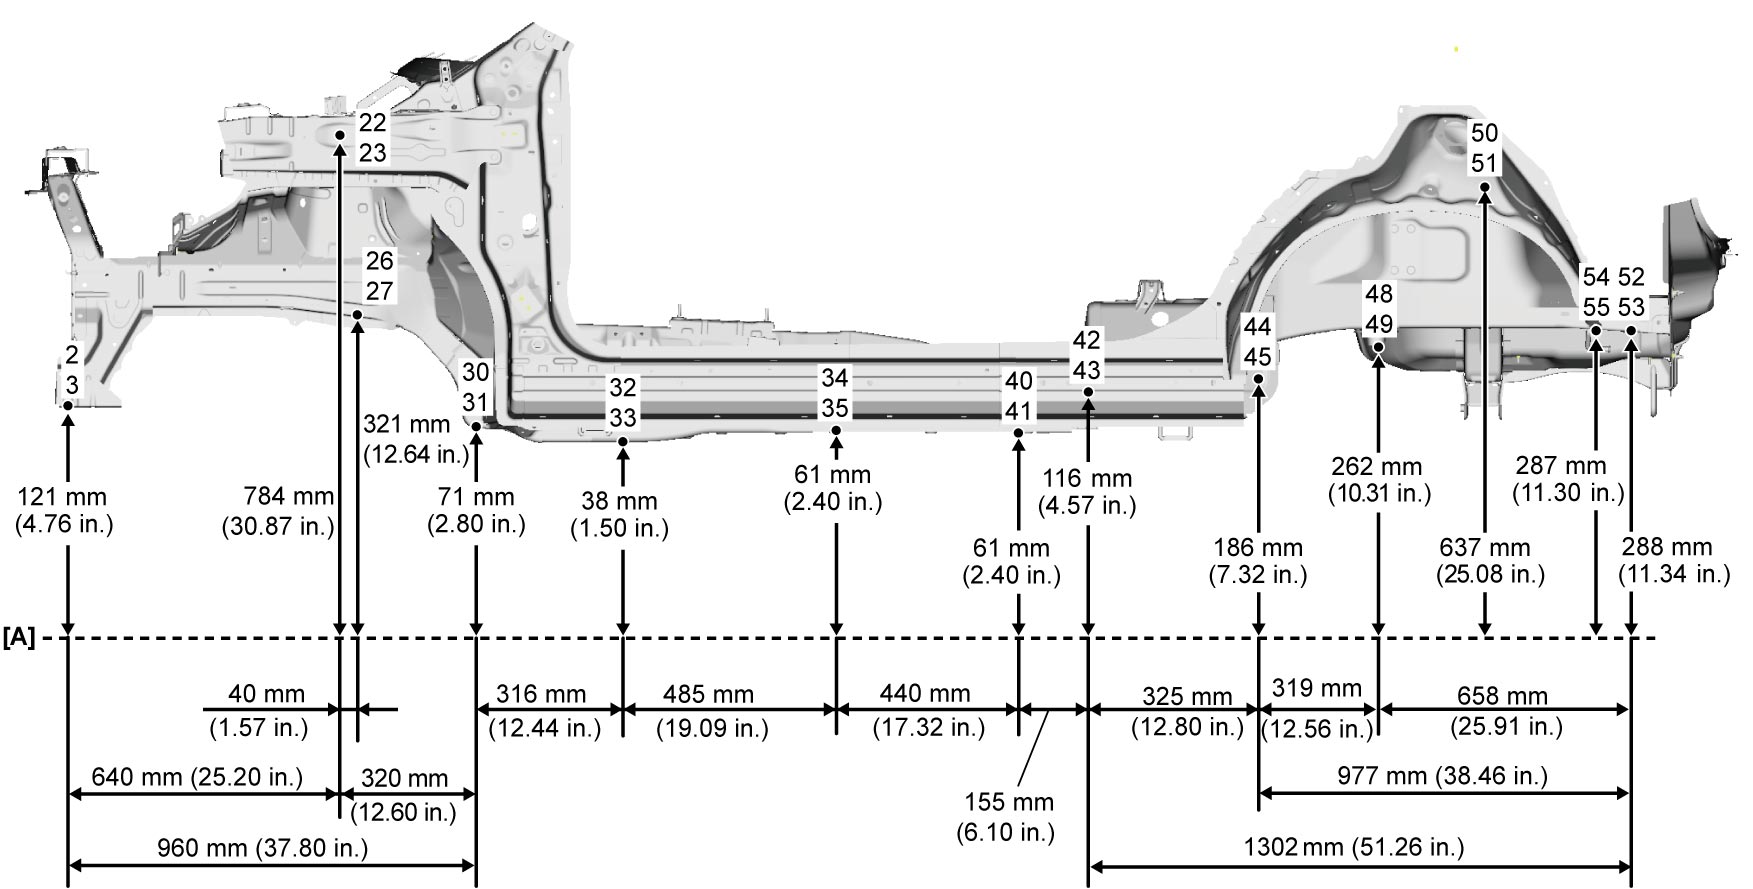 22
23
50
51
26
27
54 52
55 53
48
49
44
45
42
43
2
3
30
31
32
33
34
35
40
41
321 mm
(12.64 in.)
121 mm
(4.76 in.)
784 mm
(30.87 in.)
71 mm
(2.80 in.)
38 mm
(1.50 in.)
61 mm
(2.40 in.)
116 mm
(4.57 in.)
262 mm
(10.31 in.)
287 mm
(11.30 in.)
61 mm
(2.40 in.)
186 mm
(7.32 in.)
637 mm
(25.08 in.)
288 mm
(11.34 in.)
[A]
40 mm
(1.57 in.)
316 mm
(12.44 in.)
485 mm
(19.09 in.)
440 mm
(17.32 in.)
325 mm
(12.80 in.)
319 mm
(12.56 in.)
658 mm
(25.91 in.)
640 mm (25.20 in.)
320 mm
(12.60 in.)
977 mm (38.46 in.)
155 mm
(6.10 in.)
960 mm (37.80 in.)
1302 mm (51.26 in.)